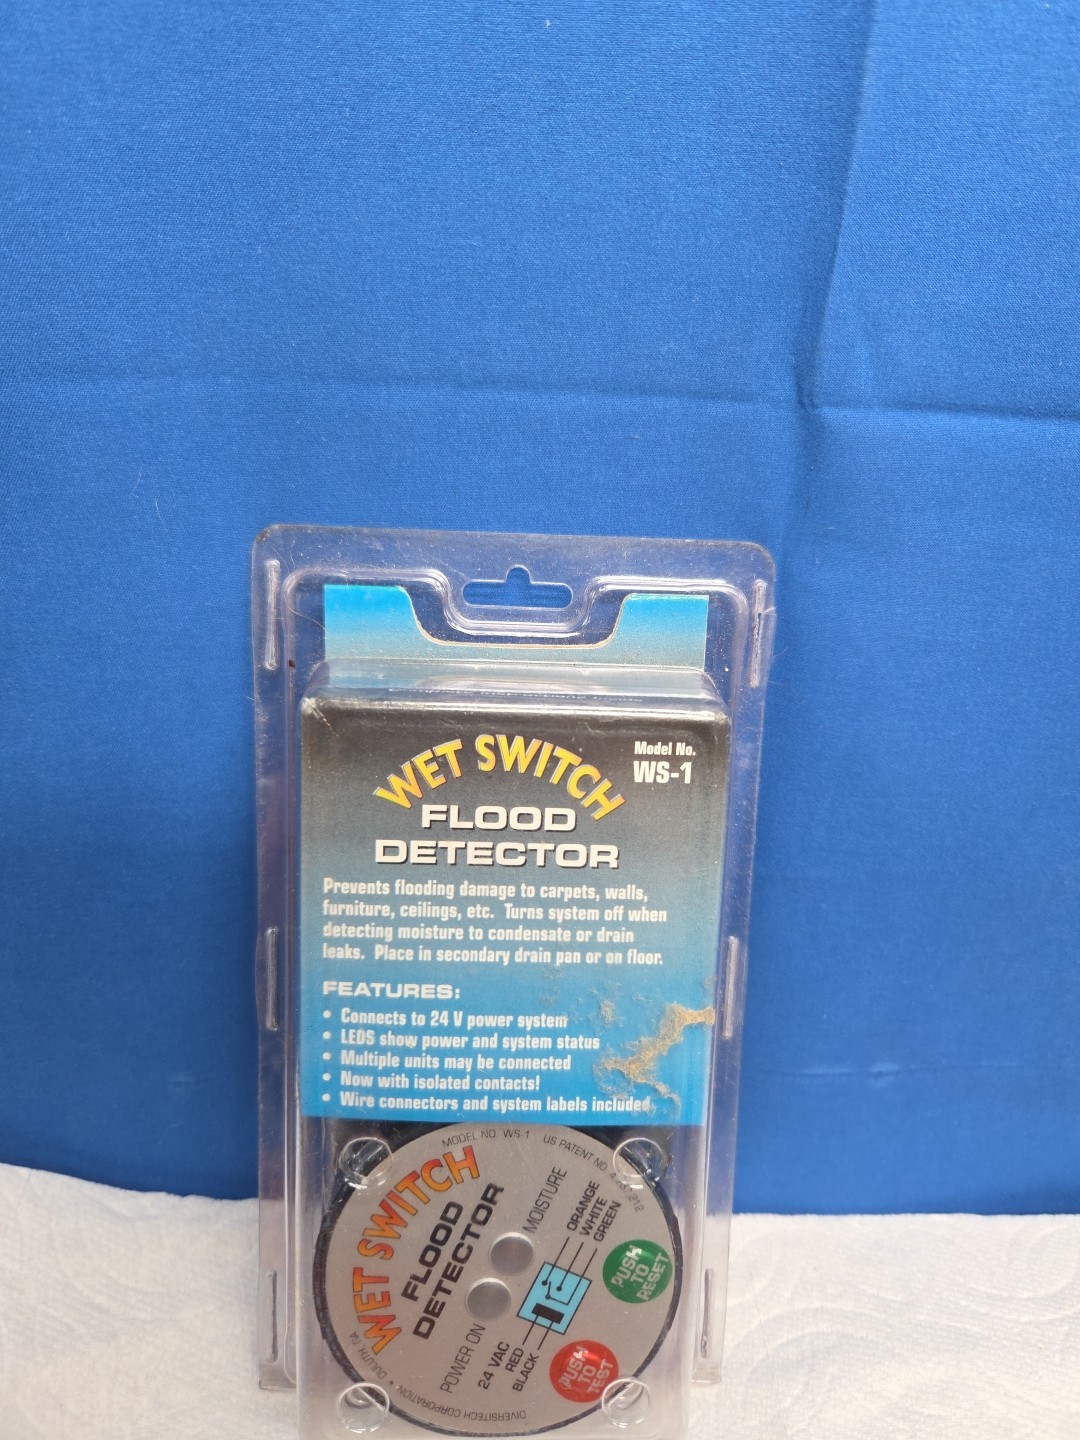 WET SWITCH
FLOOD
DETECTOR
Model No.
WS-1
Prevents flooding damage to carpets, walls,
furniture, ceilings, etc. Turns system off when
detecting moisture to condensate or drain
leaks. Place in secondary drain pan or on floor.
FEATURES:
• Connects to 24 V power system
• LEDS show power and system status
• Multiple units may be connected
• Now with isolated contacts!
• Wire connectors and system labels included
MODEL NO. WS-1 US PATENT NO.
WET SWITCH
FLOOD
DETECTOR
MOISTURE
ORANGE
WHITE
GREEN
PUSH
TO
RESET
POWER ON
24 VAC
RED
BLACK
PUSH
TO
TEST
DIVERSITECH CORPORATION • DULUTH, GA